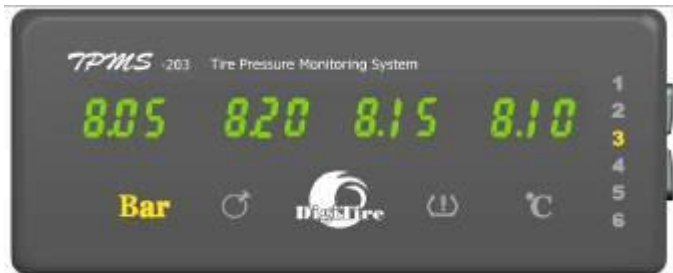 TPMS -203 Tire Pressure Monitoring System
8.05 8.20 8.15 8.10
1
2
3
4
5
6
Bar DigiTire °C